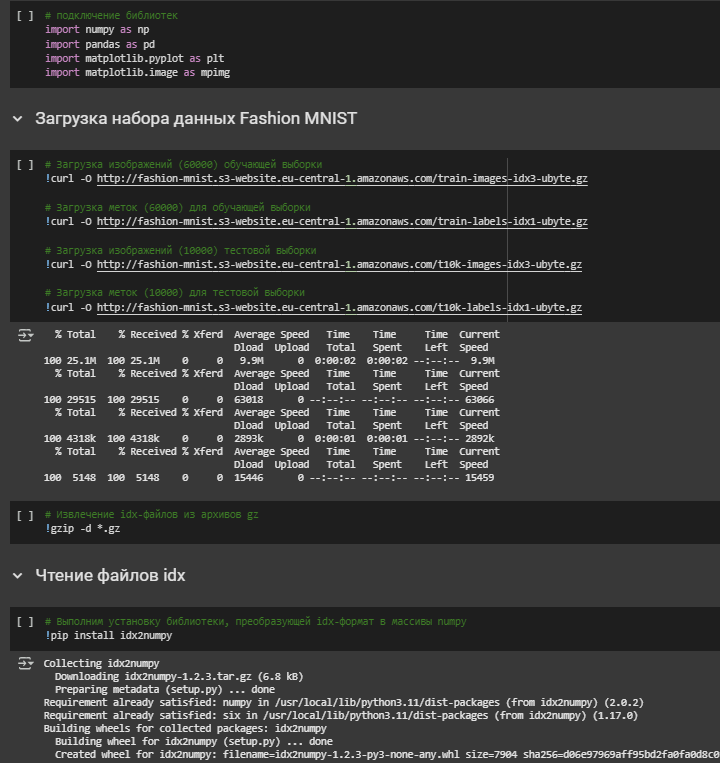 [ ] # подключение библиотек
import numpy as np
import pandas as pd
import matplotlib.pyplot as plt
import matplotlib.image as mpimg
Загрузка набора данных Fashion MNIST
[ ] # Загрузка изображений (60000) обучающей выборки
!curl -O http://fashion-mnist.s3-website.eu-central-1.amazonaws.com/train-images-idx3-ubyte.gz
# Загрузка меток (60000) для обучающей выборки
!curl -O http://fashion-mnist.s3-website.eu-central-1.amazonaws.com/train-labels-idx1-ubyte.gz
# Загрузка изображений (10000) тестовой выборки
!curl -O http://fashion-mnist.s3-website.eu-central-1.amazonaws.com/t10k-images-idx3-ubyte.gz
# Загрузка меток (10000) для тестовой выборки
!curl -O http://fashion-mnist.s3-website.eu-central-1.amazonaws.com/t10k-labels-idx1-ubyte.gz
% Total % Received % Xferd Average Speed Time Time Time Current
Dload Upload Total Spent Left Speed
100 25.1M 100 25.1M 0 0 9.9M 0 0:00:02 0:00:02 --:--:-- 9.9M
% Total % Received % Xferd Average Speed Time Time Time Current
Dload Upload Total Spent Left Speed
100 29515 100 29515 0 0 63018 0 --:--:-- --:--:-- --:--:-- 63066
% Total % Received % Xferd Average Speed Time Time Time Current
Dload Upload Total Spent Left Speed
100 4318k 100 4318k 0 0 2893k 0 0:00:01 0:00:01 --:--:-- 2892k
% Total % Received % Xferd Average Speed Time Time Time Current
Dload Upload Total Spent Left Speed
100 5148 100 5148 0 0 15446 0 --:--:-- --:--:-- --:--:-- 15459
[ ] # Извлечение idx-файлов из архивов gz
!gzip -d *.gz
Чтение файлов idx
[ ] # Выполним установку библиотеки, преобразующей idx-формат в массивы numpy
!pip install idx2numpy
Collecting idx2numpy
Downloading idx2numpy-1.2.3.tar.gz (6.8 kB)
Preparing metadata (setup.py) ... done
Requirement already satisfied: numpy in /usr/local/lib/python3.11/dist-packages (from idx2numpy) (2.0.2)
Requirement already satisfied: six in /usr/local/lib/python3.11/dist-packages (from idx2numpy) (1.17.0)
Building wheels for collected packages: idx2numpy
Building wheel for idx2numpy (setup.py) ... done
Created wheel for idx2numpy: filename=idx2numpy-1.2.3-py3-none-any.whl size=7904 sha256=d06e97969aff95bd2fa0fa0d8c0